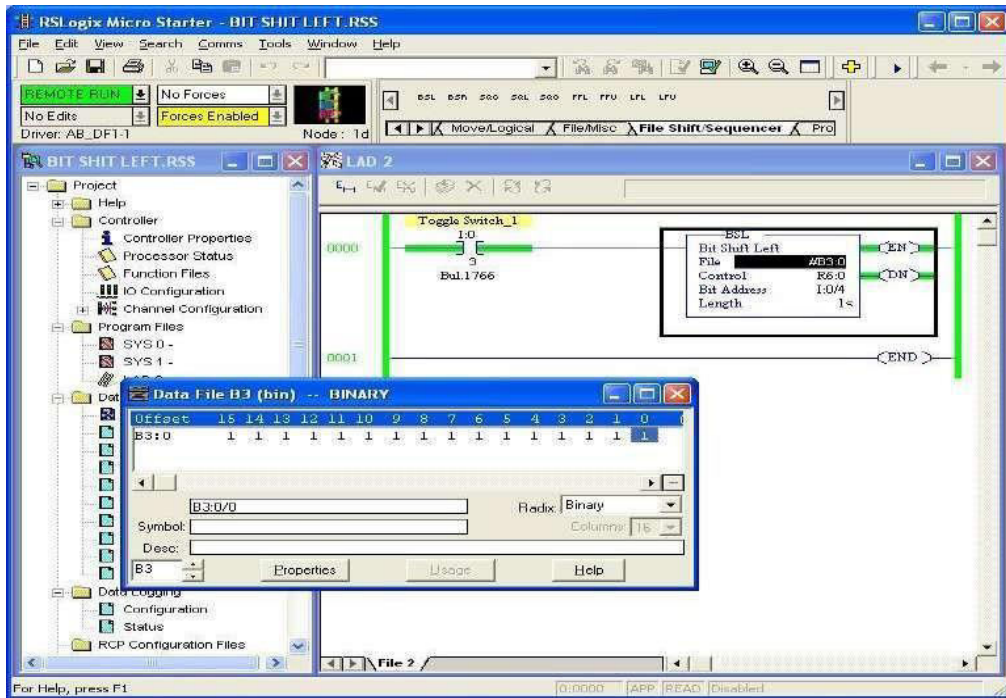 RSLogix Micro Starter - BIT SHIT LEFT.RSS
File Edit View Search Comms Tools Window Help
REMOTE RUN No Forces
No Edits Forces Enabled
Driver: AB_DF1-1 Node : 1d
BSL BSR SQC SQL SQO FFL FFU LFL LFU
Move/Logical File/Misc File Shift/Sequencer Pro
BIT SHIT LEFT.RSS
Project
Help
Controller
Controller Properties
Processor Status
Function Files
IO Configuration
Channel Configuration
Program Files
SYS 0 -
SYS 1 -
Dat
Data Logging
Configuration
Status
RCP Configuration Files
LAD 2
0000
Toggle Switch_1
I:0
3
Bul.1766
BSL
Bit Shift Left
File #B3:0
Control R6:0
Bit Address I:0/4
Length 1<
EN
DN
0001
END
File 2
Data File B3 (bin) -- BINARY
Offset 15 14 13 12 11 10 9 8 7 6 5 4 3 2 1 0
B3:0 1 1 1 1 1 1 1 1 1 1 1 1 1 1 1 1
B3:0/0
Radix: Binary
Symbol:
Columns: 16
Desc:
B3
Properties Usage Help
For Help, press F1
0:0000 APP READ Disabled